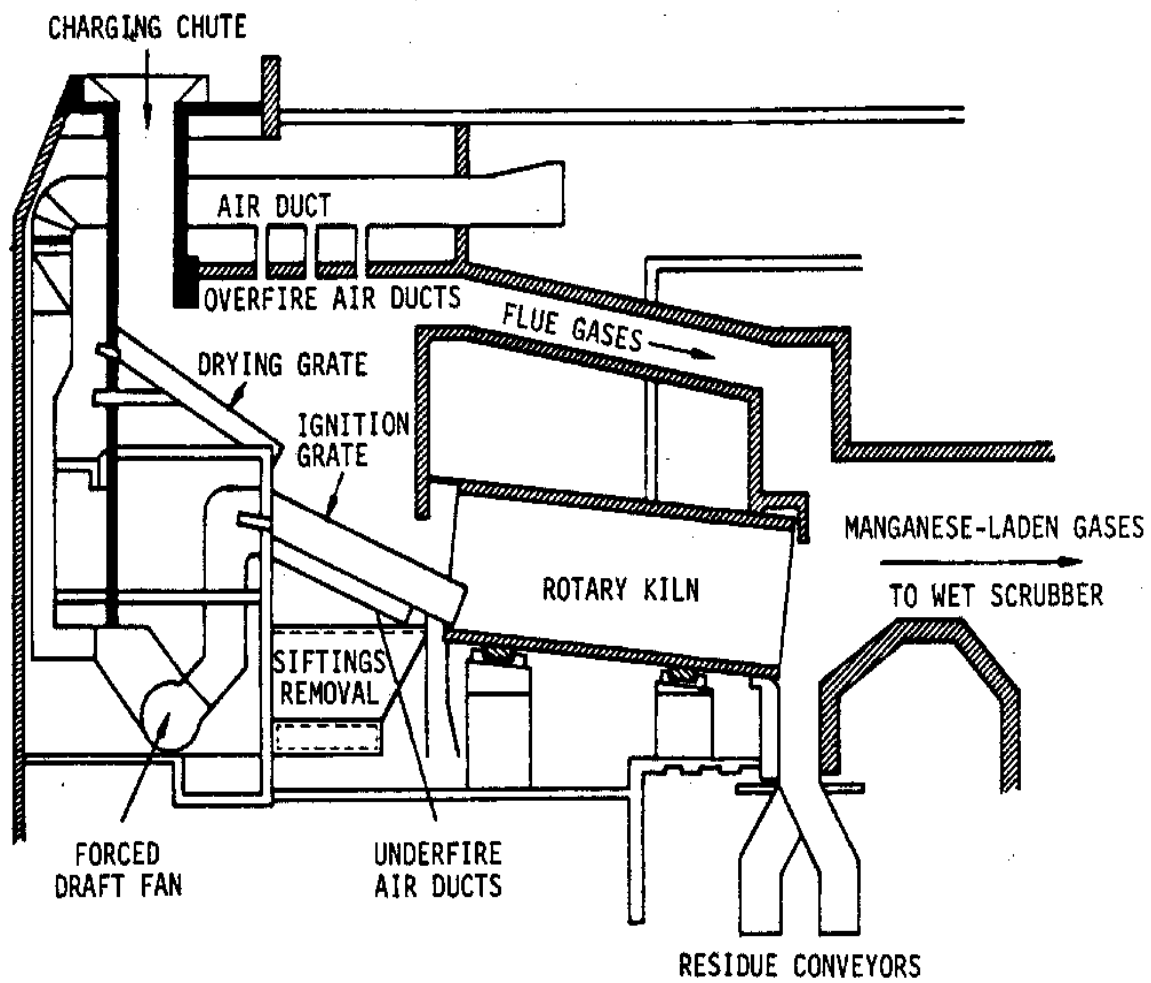 CHARGING CHUTE
AIR DUCT
OVERFIRE AIR DUCTS
FLUE GASES
DRYING GRATE
IGNITION
GRATE
MANGANESE-LADEN GASES
TO WET SCRUBBER
ROTARY KILN
SIFTINGS
REMOVAL
FORCED
DRAFT FAN
UNDERFIRE
AIR DUCTS
RESIDUE CONVEYORS